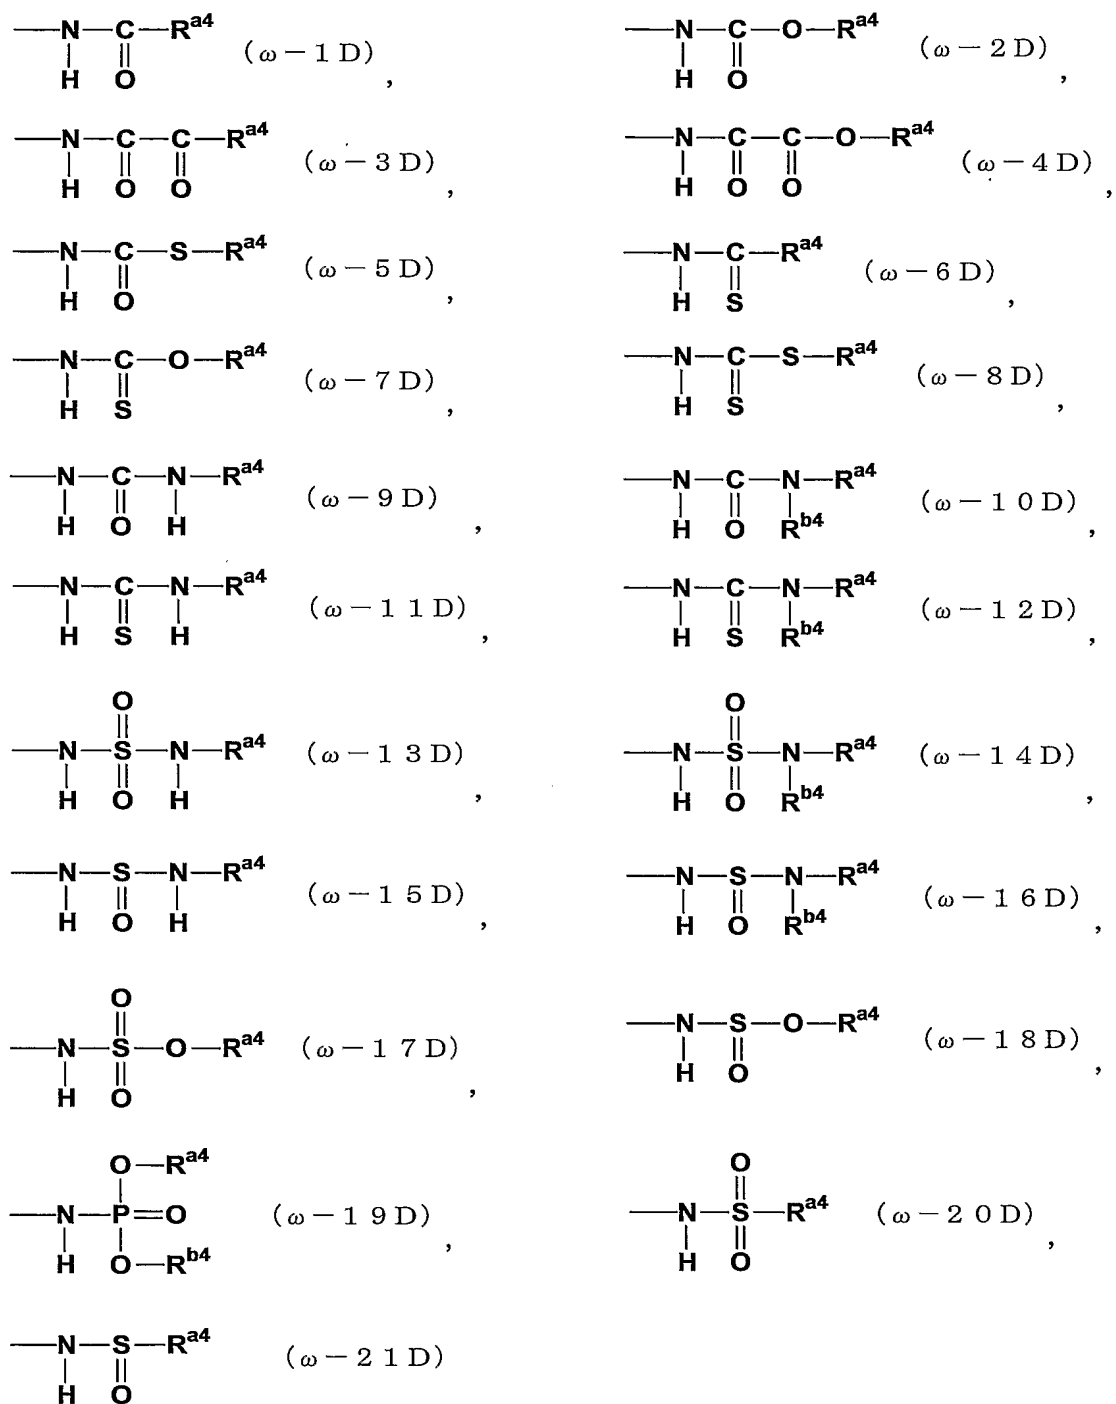 N C R^a4 (ω－1D), N C O R^a4 (ω－2D),
H O H O
N C C R^a4 (ω－3D), N C C O R^a4 (ω－4D),
H O O H O O
N C S R^a4 (ω－5D), N C R^a4 (ω－6D),
H O H S
N C O R^a4 (ω－7D), N C S R^a4 (ω－8D),
H S H S
N C N R^a4 (ω－9D), N C N R^a4 (ω－10D),
H O H H O R^b4
N C N R^a4 (ω－11D), N C N R^a4 (ω－12D),
H S H H S R^b4
O O
N S N R^a4 (ω－13D), N S N R^a4 (ω－14D),
H O H H O R^b4
N S N R^a4 (ω－15D), N S N R^a4 (ω－16D),
H O H H O R^b4
O
N S O R^a4 (ω－17D), N S O R^a4 (ω－18D),
H O H O
O R^a4 O
N P O (ω－19D), N S R^a4 (ω－20D),
H O R^b4 H O
N S R^a4 (ω－21D)
H O